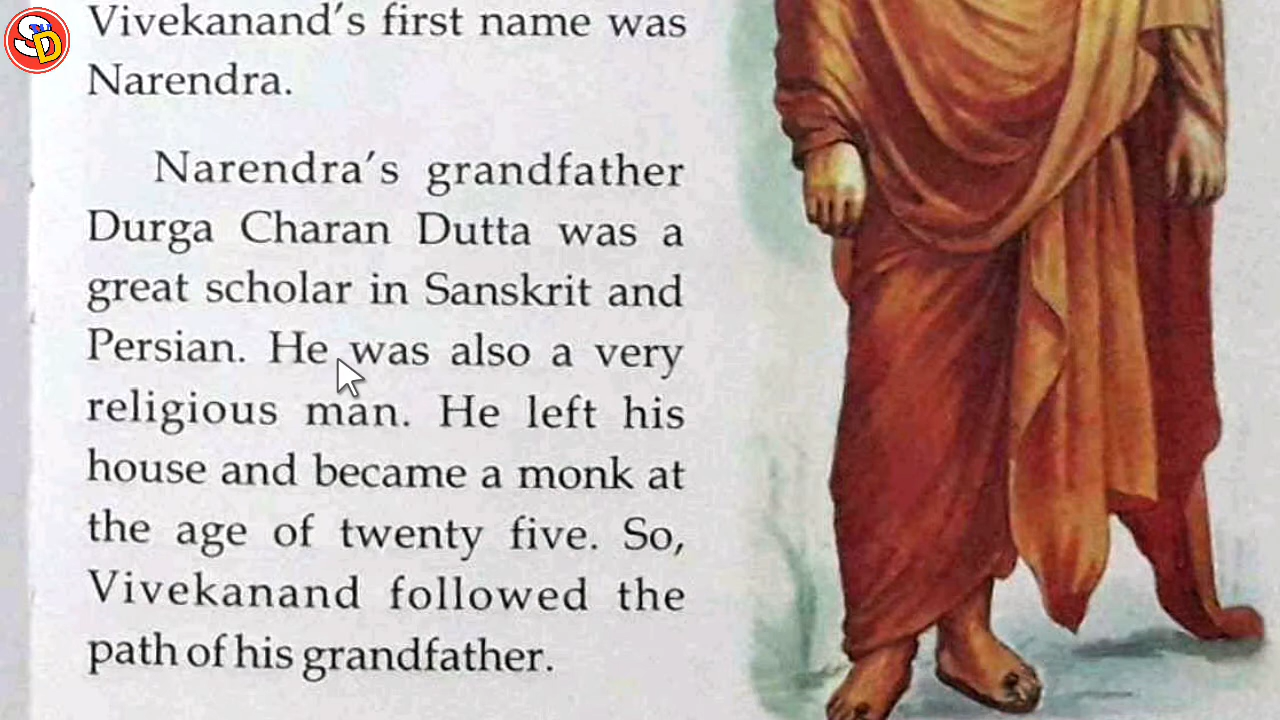 SD
Vivekanand's first name was
Narendra.
Narendra's grandfather
Durga Charan Dutta was a
great scholar in Sanskrit and
Persian. He was also a very
religious man. He left his
house and became a monk at
the age of twenty five. So,
Vivekanand followed the
path of his grandfather.